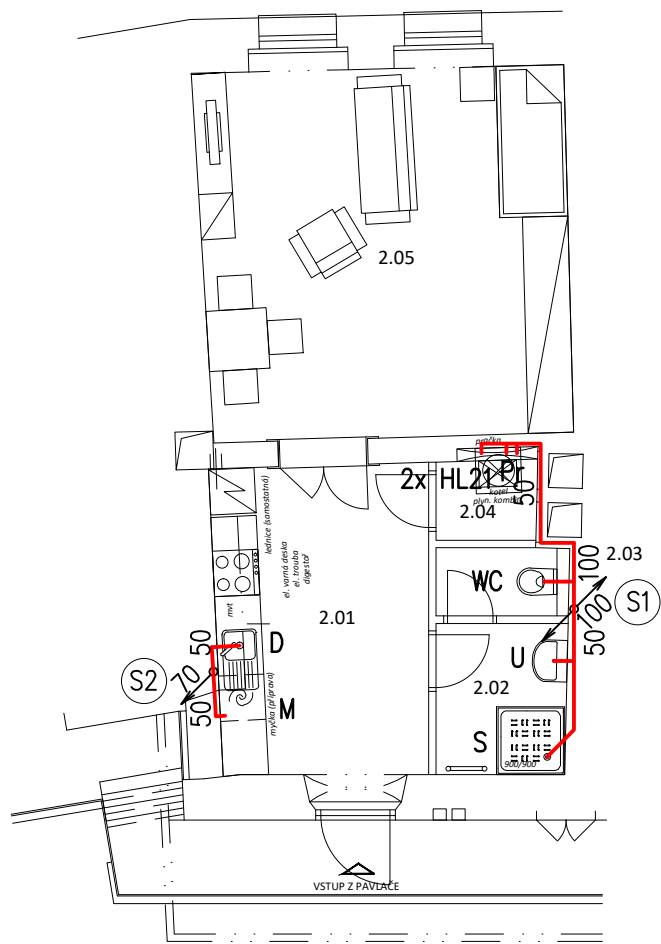 2.05
pračka
2x HL21 Pr
50
kotel
plyn. kombi
2.04
lednice (samostatná)
el. varná deska
el. trouba
digestoř
2.03
100
WC
S1
100
mvt
2.01
50
D
50
U
S2
70
2.02
50
M
myčka (příprava)
S
900/900
VSTUP Z PAVLAČE